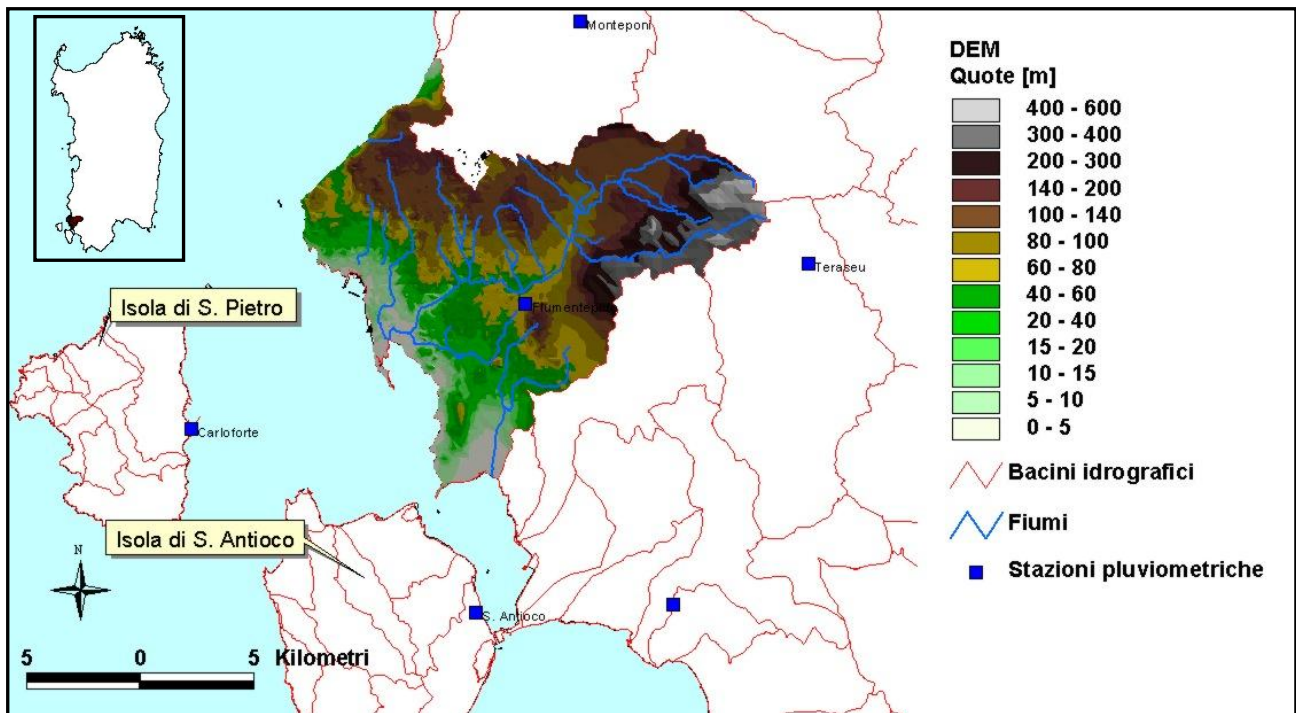 Monteponi
Isola di S. Pietro
Carloforte
Teraseu
Isola di S. Antioco
N
S. Antioco
5 0 5 Kilometri
DEM
Quote [m]
400 - 600
300 - 400
200 - 300
140 - 200
100 - 140
80 - 100
60 - 80
40 - 60
20 - 40
15 - 20
10 - 15
5 - 10
0 - 5
Bacini idrografici
Fiumi
Stazioni pluviometriche